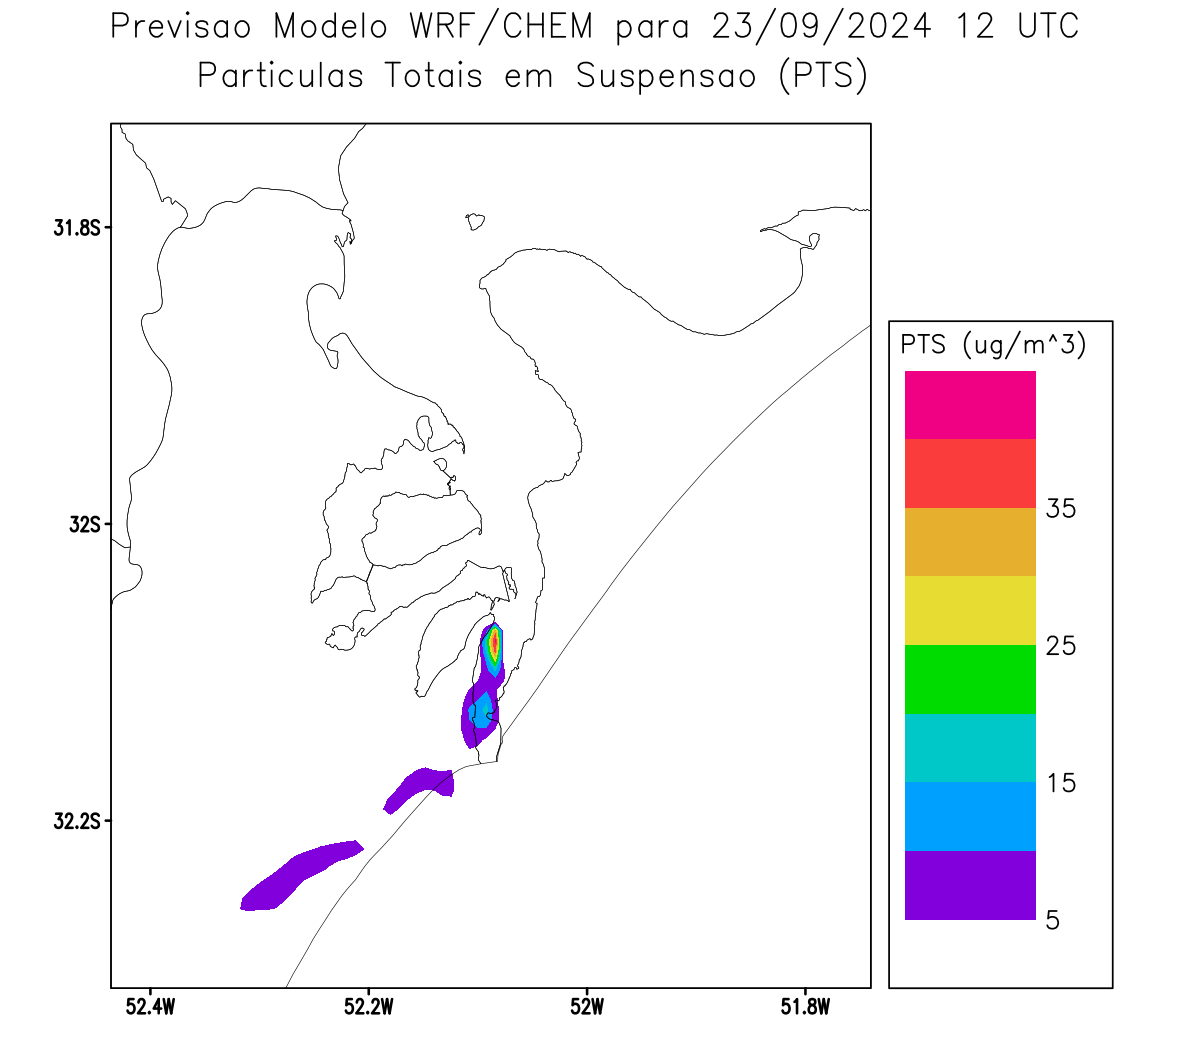 Previsao Modelo WRF/CHEM para 23/09/2024 12 UTC
Particulas Totais em Suspensao (PTS)
31.8S
32S
32.2S
52.4W
52.2W
52W
51.8W
PTS (ug/m^3)
35
25
15
5